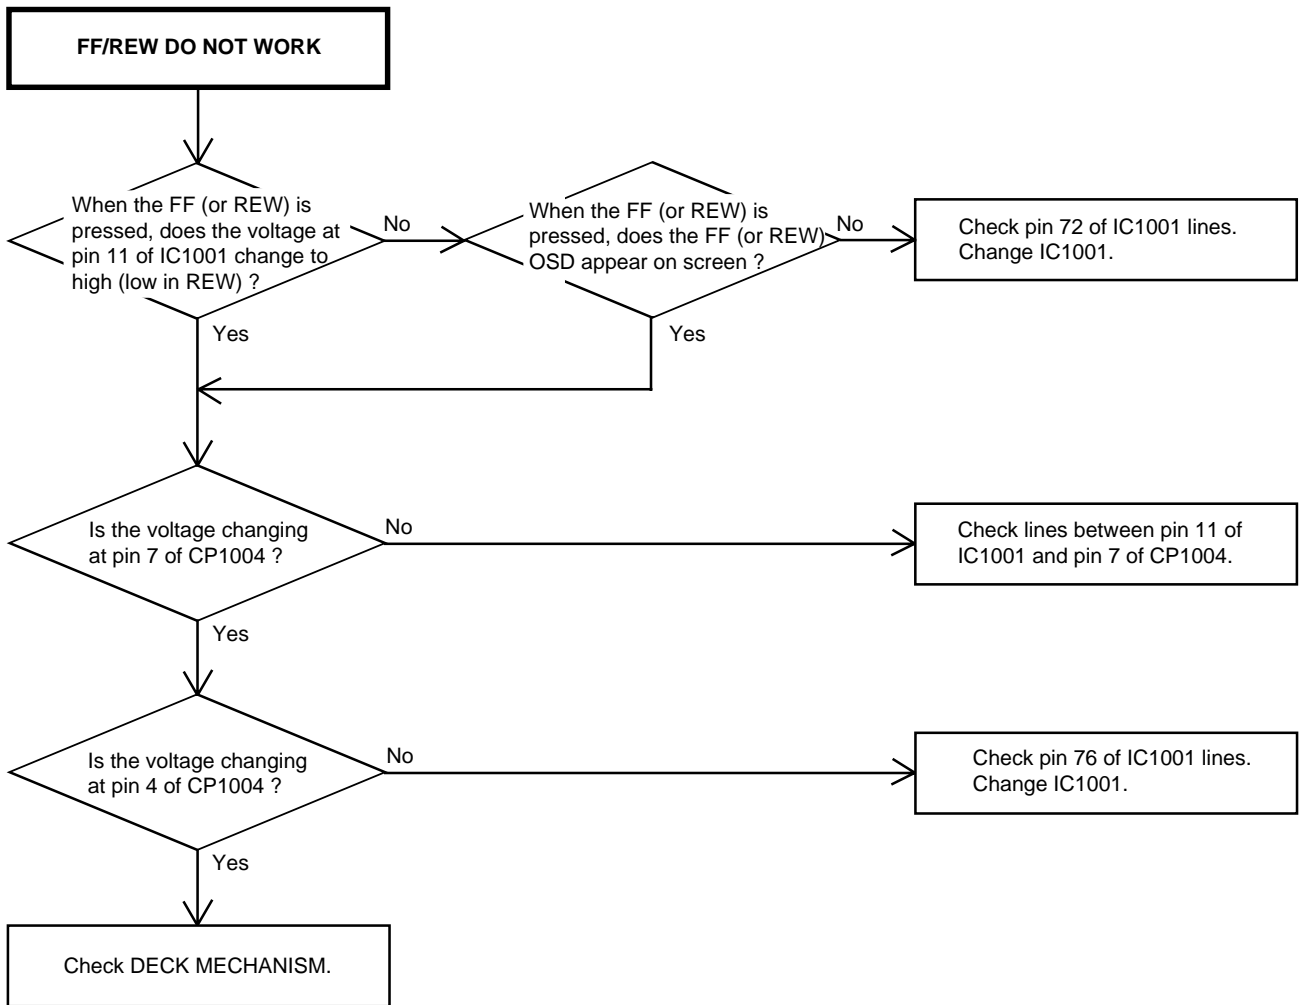 FF/REW DO NOT WORK
When the FF (or REW) is
pressed, does the voltage at
pin 11 of IC1001 change to
high (low in REW) ?
No
When the FF (or REW) is
pressed, does the FF (or REW)
OSD appear on screen ?
No
Check pin 72 of IC1001 lines.
Change IC1001.
Yes
Yes
Is the voltage changing
at pin 7 of CP1004 ?
No
Check lines between pin 11 of
IC1001 and pin 7 of CP1004.
Yes
Is the voltage changing
at pin 4 of CP1004 ?
No
Check pin 76 of IC1001 lines.
Change IC1001.
Yes
Check DECK MECHANISM.